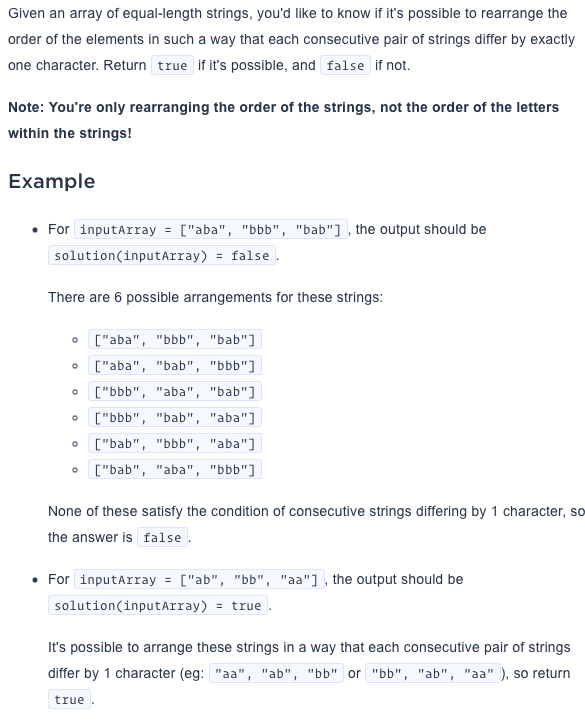 Given an array of equal-length strings, you'd like to know if it's possible to rearrange the
order of the elements in such a way that each consecutive pair of strings differ by exactly
one character. Return true if it's possible, and false if not.
Note: You're only rearranging the order of the strings, not the order of the letters
within the strings!
Example
• For inputArray = ["aba", "bbb", "bab"], the output should be
solution(inputArray) = false.
There are 6 possible arrangements for these strings:
◦ ["aba", "bbb", "bab"]
◦ ["aba", "bab", "bbb"]
◦ ["bbb", "aba", "bab"]
◦ ["bbb", "bab", "aba"]
◦ ["bab", "bbb", "aba"]
◦ ["bab", "aba", "bbb"]
None of these satisfy the condition of consecutive strings differing by 1 character, so
the answer is false.
• For inputArray = ["ab", "bb", "aa"], the output should be
solution(inputArray) = true.
It's possible to arrange these strings in a way that each consecutive pair of strings
differ by 1 character (eg: "aa", "ab", "bb" or "bb", "ab", "aa"), so return
true.